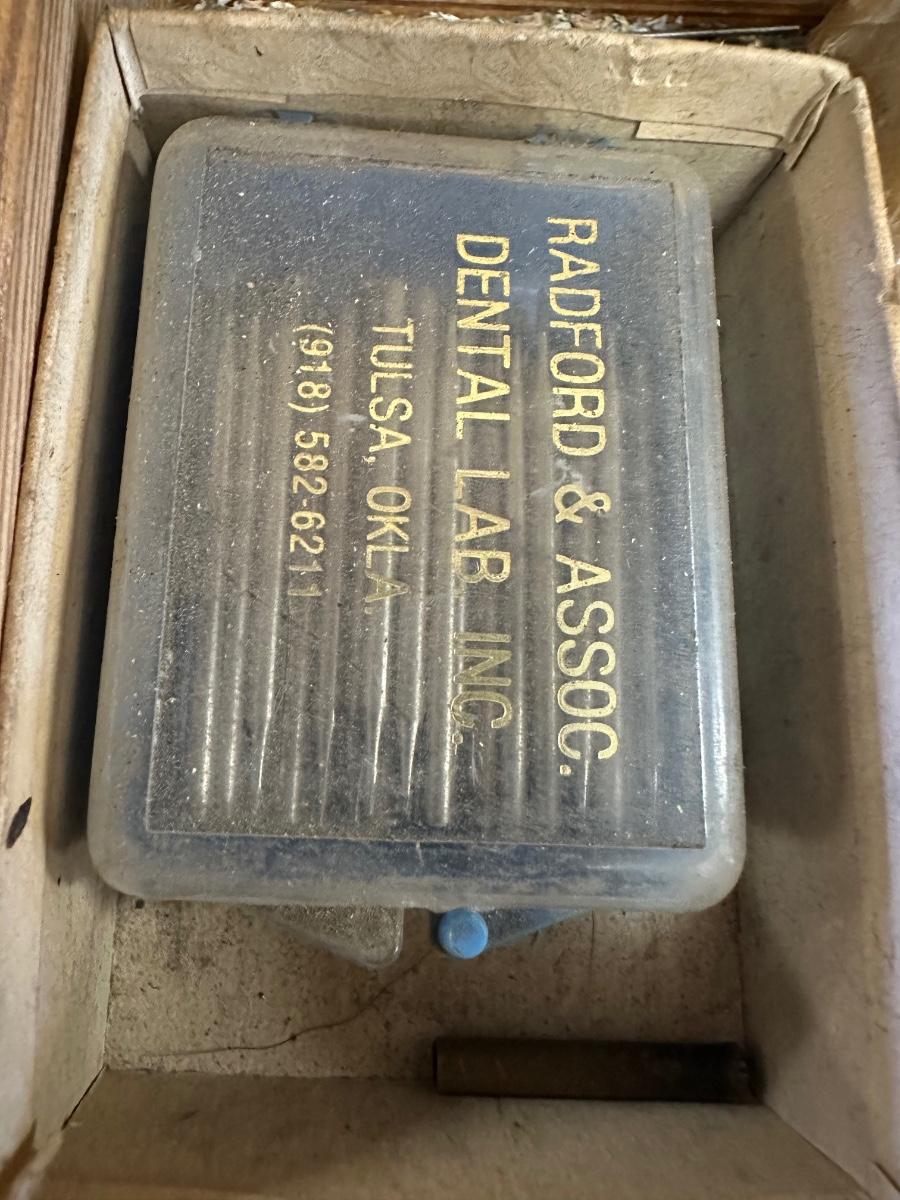 RADFORD & ASSOC.
DENTAL LAB. INC.
TULSA, OKLA.
(918) 582-6211